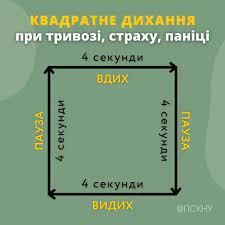 КВАДРАТНЕ ДИХАННЯ
при тривозі, страху, паніці
4 секунди
ВДИХ
ПАУЗА
4 секунди
4 секунди
ПАУЗА
4 секунди
ВИДИХ
@ПСКНУ